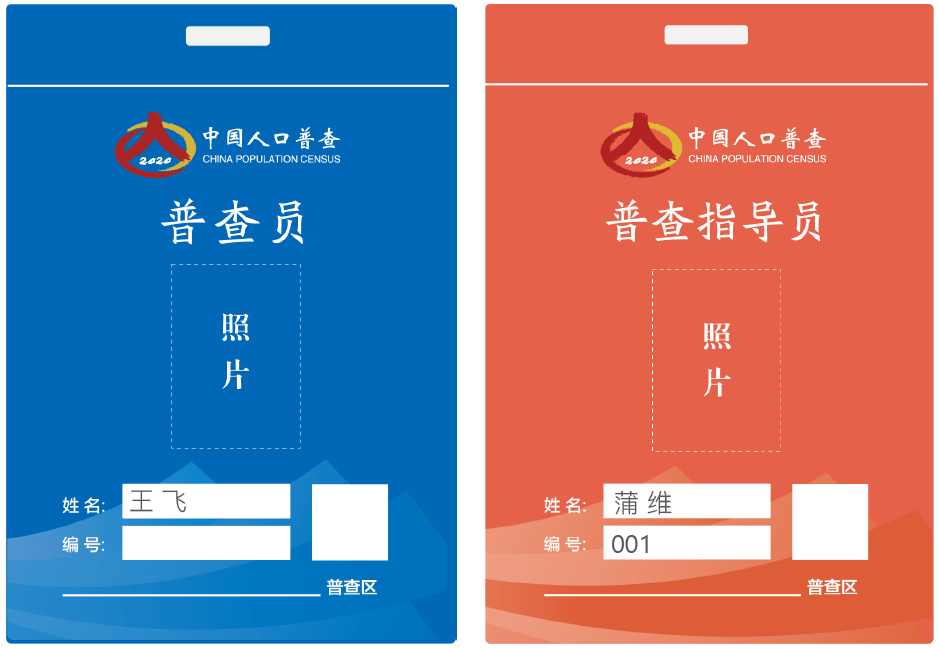 中国人口普查
CHINA POPULATION CENSUS
2020
普查员
照
片
姓名: 王飞
编号:
普查区
中国人口普查
CHINA POPULATION CENSUS
2020
普查指导员
照
片
姓名: 蒲维
编号: 001
普查区